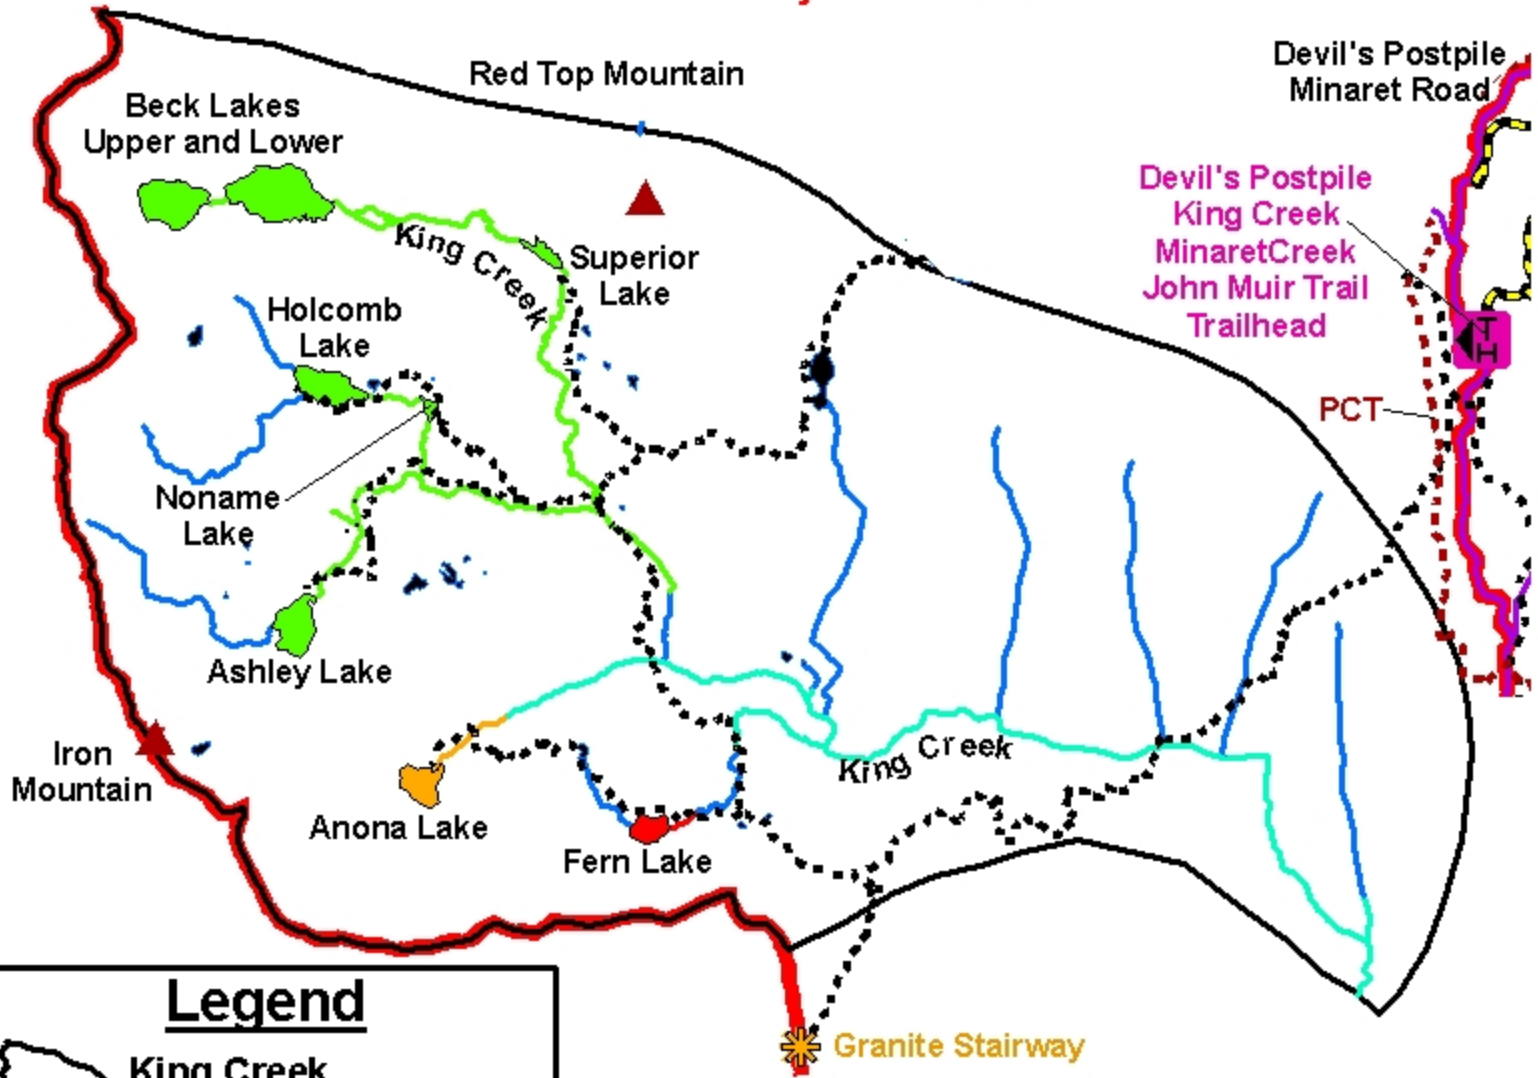 Red Top Mountain
Devil's Postpile
Minaret Road
Beck Lakes
Upper and Lower
Devil's Postpile
King Creek
MinaretCreek
John Muir Trail
Trailhead
King Creek
Superior
Lake
Holcomb
Lake
T
H
PCT
Noname
Lake
Ashley Lake
Iron
Mountain
King Creek
Anona Lake
Fern Lake
Legend
Granite Stairway
King Creek